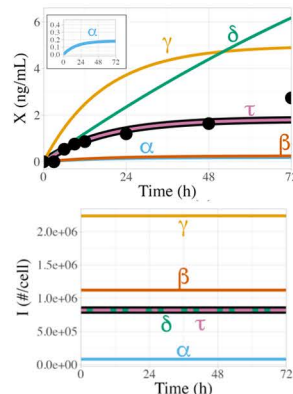 γ
δ
α
0.4
0.3
0.2
0.1
0.0
0 24 48 72
6
4
2
0
X (ng/mL)
τ
β
α
0 24 48 72
Time (h)
γ
β
δ τ
α
2.0e+06
1.5e+06
1.0e+06
5.0e+05
0.0e+00
I (#/cell)
0 24 48 72
Time (h)